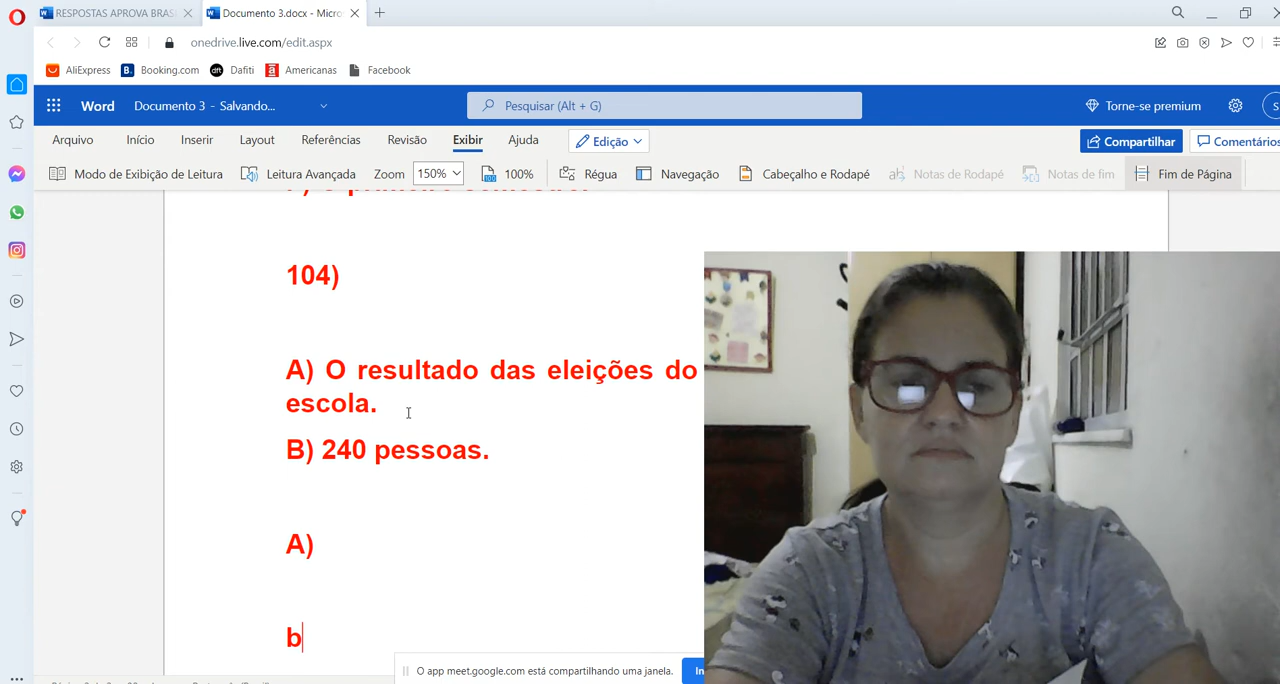 RESPOSTAS APROVA BRAS
Documento 3.docx - Micro
onedrive.live.com/edit.aspx
AliExpress Booking.com Dafiti Americanas Facebook
Word Documento 3 - Salvando... Pesquisar (Alt + G) Torne-se premium S
Arquivo Início Inserir Layout Referências Revisão Exibir Ajuda Edição Compartilhar Comentários
Modo de Exibição de Leitura Leitura Avançada Zoom 150% 100% Régua Navegação Cabeçalho e Rodapé Notas de Rodapé Notas de fim Fim de Página
104)
A) O resultado das eleições do
escola.
B) 240 pessoas.
A)
b
O app meet.google.com está compartilhando uma janela. In